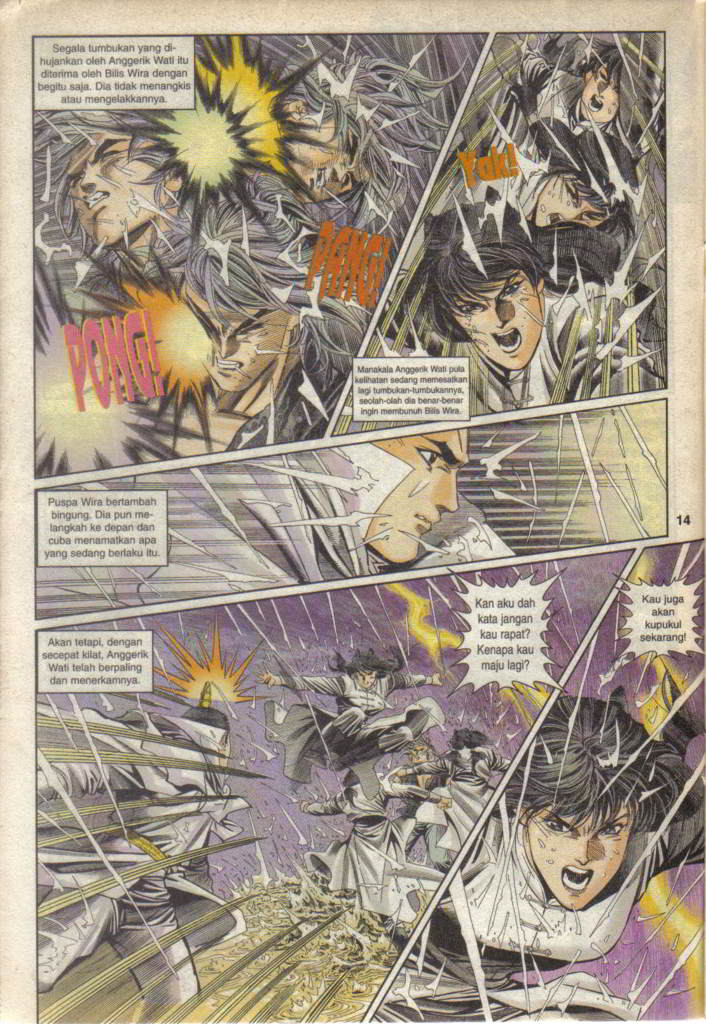 Segala tumbukan yang di-
hujankan oleh Anggerik Wati itu
diterima oleh Bilis Wira dengan
begitu saja. Dia tidak menangkis
atau mengelakkannya.
Yak!
PANG!
PONG!
Manakala Anggerik Wati pula
kelihatan sedang memesatkan
lagi tumbukan-tumbukannya,
seolah-olah dia benar-benar
ingin membunuh Bilis Wira.
Puspa Wira bertambah
bingung. Dia pun me-
langkah ke depan dan
cuba menamatkan apa
yang sedang berlaku itu.
14
Akan tetapi, dengan
secepat kilat, Anggerik
Wati telah berpaling
dan menerkamnya.
Kan aku dah
kata jangan
kau rapat?
Kenapa kau
maju lagi?
Kau juga
akan
kupukul
sekarang!